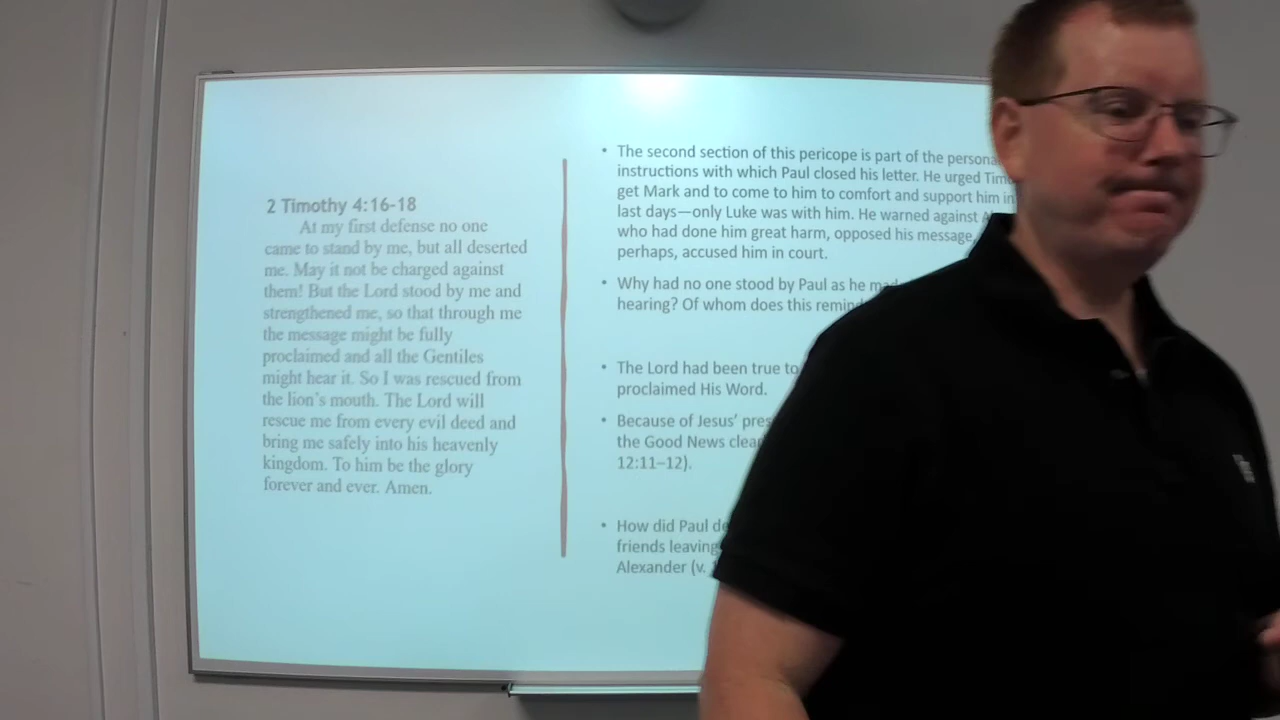 2 Timothy 4:16-18
At my first defense no one
came to stand by me, but all deserted
me. May it not be charged against
them! But the Lord stood by me and
strengthened me, so that through me
the message might be fully
proclaimed and all the Gentiles
might hear it. So I was rescued from
the lion's mouth. The Lord will
rescue me from every evil deed and
bring me safely into his heavenly
kingdom. To him be the glory
forever and ever. Amen.
• The second section of this pericope is part of the
instructions with which Paul closed his letter. He urged
get Mark and to come to him to comfort and support him in
last days—only Luke was with him. He warned against
who had done him great harm, opposed his message,
perhaps, accused him in court.
• Why had no one stood by Paul as he
hearing? Of whom does this
• The Lord had been true to
proclaimed His Word.
• Because of Jesus'
the Good News
12:11–12).
• How did Paul
friends leaving
Alexander (v.